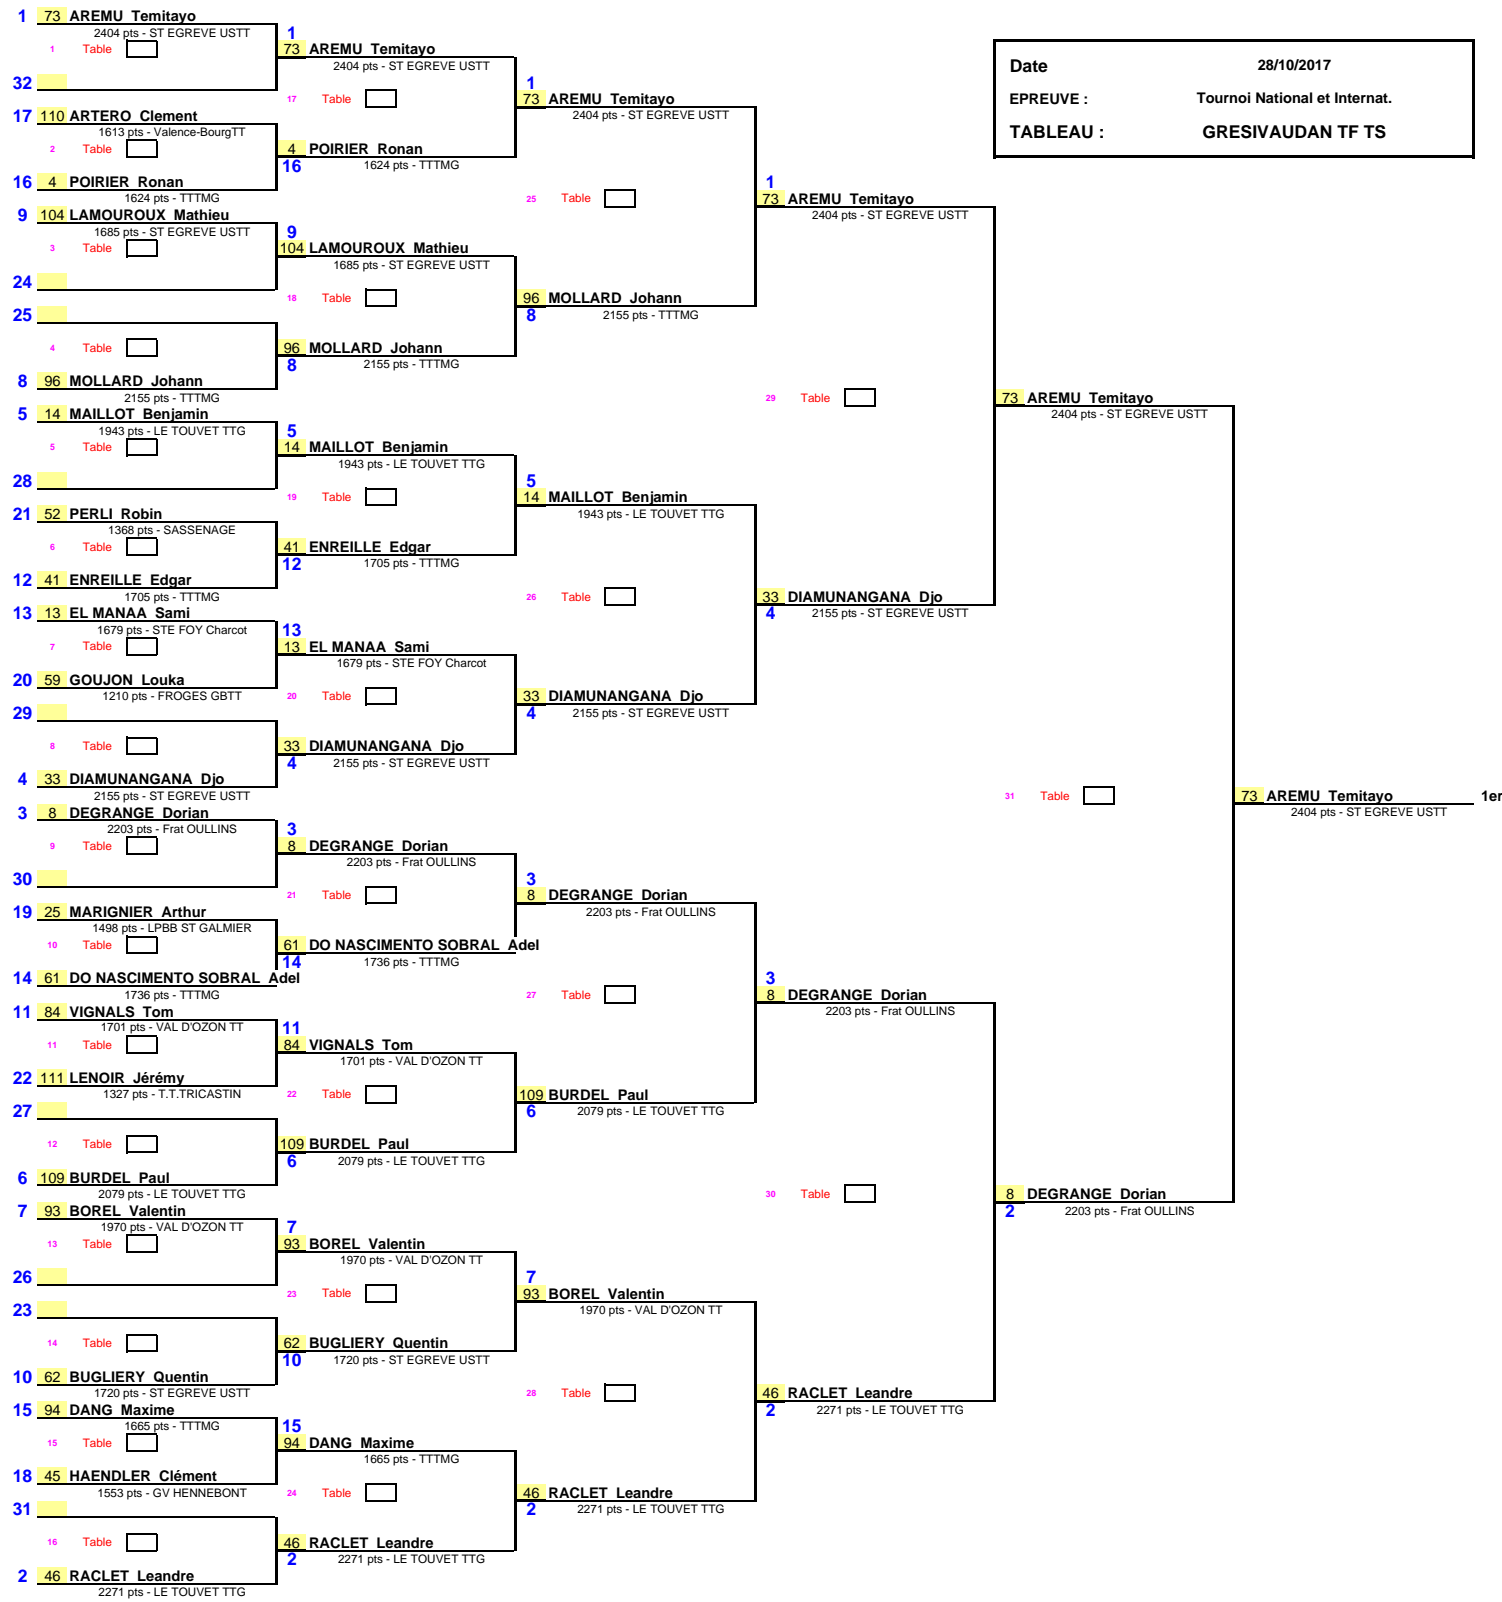 Date 28/10/2017
EPREUVE : Tournoi National et Internat.
TABLEAU : GRESIVAUDAN TF TS
1 73 AREMU Temitayo
2404 pts - ST EGREVE USTT
1 Table
32
17 110 ARTERO Clement
1613 pts - Valence-BourgTT
2 Table
16 4 POIRIER Ronan
1624 pts - TTTMG
9 104 LAMOUROUX Mathieu
1685 pts - ST EGREVE USTT
3 Table
24
25
4 Table
8 96 MOLLARD Johann
2155 pts - TTTMG
5 14 MAILLOT Benjamin
1943 pts - LE TOUVET TTG
5 Table
28
21 52 PERLI Robin
1368 pts - SASSENAGE
6 Table
12 41 ENREILLE Edgar
1705 pts - TTTMG
13 13 EL MANAA Sami
1679 pts - STE FOY Charcot
7 Table
20 59 GOUJON Louka
1210 pts - FROGES GBTT
29
8 Table
4 33 DIAMUNANGANA Djo
2155 pts - ST EGREVE USTT
3 8 DEGRANGE Dorian
2203 pts - Frat OULLINS
9 Table
30
19 25 MARIGNIER Arthur
1498 pts - LPBB ST GALMIER
10 Table
14 61 DO NASCIMENTO SOBRAL Adel
1736 pts - TTTMG
11 84 VIGNALS Tom
1701 pts - VAL D'OZON TT
11 Table
22 111 LENOIR Jérémy
1327 pts - T.T.TRICASTIN
27
12 Table
6 109 BURDEL Paul
2079 pts - LE TOUVET TTG
7 93 BOREL Valentin
1970 pts - VAL D'OZON TT
13 Table
26
23
14 Table
10 62 BUGLIERY Quentin
1720 pts - ST EGREVE USTT
15 94 DANG Maxime
1665 pts - TTTMG
15 Table
18 45 HAENDLER Clément
1553 pts - GV HENNEBONT
31
16 Table
2 46 RACLET Leandre
2271 pts - LE TOUVET TTG
1
73 AREMU Temitayo
2404 pts - ST EGREVE USTT
17 Table
4 POIRIER Ronan
16 1624 pts - TTTMG
9
104 LAMOUROUX Mathieu
1685 pts - ST EGREVE USTT
18 Table
96 MOLLARD Johann
8 2155 pts - TTTMG
5
14 MAILLOT Benjamin
1943 pts - LE TOUVET TTG
19 Table
41 ENREILLE Edgar
12 1705 pts - TTTMG
13
13 EL MANAA Sami
1679 pts - STE FOY Charcot
20 Table
33 DIAMUNANGANA Djo
4 2155 pts - ST EGREVE USTT
3
8 DEGRANGE Dorian
2203 pts - Frat OULLINS
21 Table
61 DO NASCIMENTO SOBRAL Adel
14 1736 pts - TTTMG
11
84 VIGNALS Tom
1701 pts - VAL D'OZON TT
22 Table
109 BURDEL Paul
6 2079 pts - LE TOUVET TTG
7
93 BOREL Valentin
1970 pts - VAL D'OZON TT
23 Table
62 BUGLIERY Quentin
10 1720 pts - ST EGREVE USTT
15
94 DANG Maxime
1665 pts - TTTMG
24 Table
46 RACLET Leandre
2 2271 pts - LE TOUVET TTG
1
73 AREMU Temitayo
2404 pts - ST EGREVE USTT
25 Table
96 MOLLARD Johann
8 2155 pts - TTTMG
5
14 MAILLOT Benjamin
1943 pts - LE TOUVET TTG
26 Table
33 DIAMUNANGANA Djo
4 2155 pts - ST EGREVE USTT
3
8 DEGRANGE Dorian
2203 pts - Frat OULLINS
27 Table
109 BURDEL Paul
6 2079 pts - LE TOUVET TTG
7
93 BOREL Valentin
1970 pts - VAL D'OZON TT
28 Table
46 RACLET Leandre
2 2271 pts - LE TOUVET TTG
1
73 AREMU Temitayo
2404 pts - ST EGREVE USTT
29 Table
33 DIAMUNANGANA Djo
4 2155 pts - ST EGREVE USTT
3
8 DEGRANGE Dorian
2203 pts - Frat OULLINS
30 Table
46 RACLET Leandre
2 2271 pts - LE TOUVET TTG
73 AREMU Temitayo
2404 pts - ST EGREVE USTT
31 Table
8 DEGRANGE Dorian
2 2203 pts - Frat OULLINS
73 AREMU Temitayo 1er
2404 pts - ST EGREVE USTT